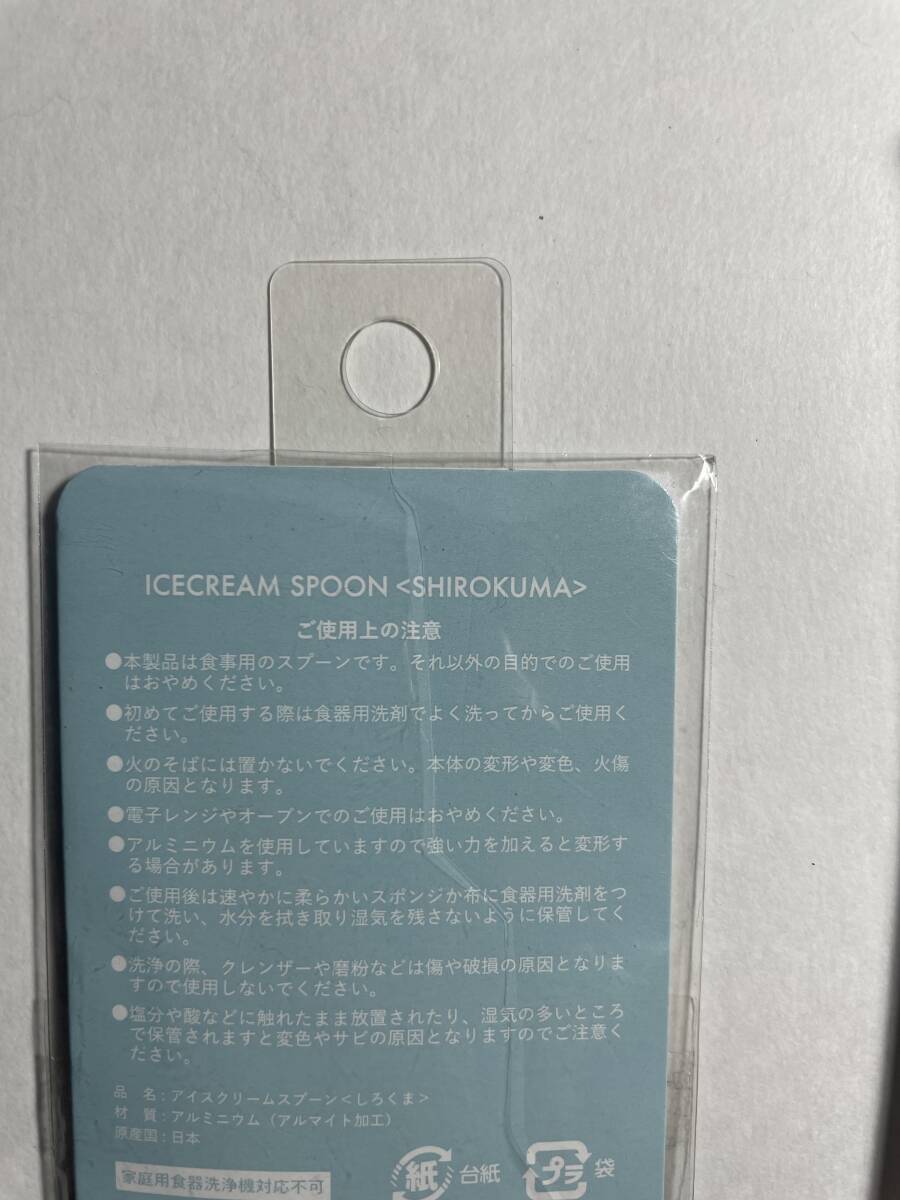 ICECREAM SPOON <SHIROKUMA>
ご使用上の注意
●本製品は食事用のスプーンです。それ以外の目的でのご使用
はおやめください。
●初めてご使用する際は食器用洗剤でよく洗ってからご使用く
ださい。
●火のそばには置かないでください。本体の変形や変色、火傷
の原因となります。
●電子レンジやオーブンでのご使用はおやめください。
●アルミニウムを使用していますので強い力を加えると変形す
る場合があります。
●ご使用後は速やかに柔らかいスポンジか布に食器用洗剤をつ
けて洗い、水分を拭き取り湿気を残さないように保管してく
ださい。
●洗浄の際、クレンザーや磨粉などは傷や破損の原因となりま
すので使用しないでください。
●塩分や酸などに触れたまま放置されたり、湿気の多いところ
で保管されますと変色やサビの原因となりますのでご注意く
ださい。
品　名：アイスクリームスプーン<しろくま>
材　質：アルミニウム（アルマイト加工）
原産国：日本
家庭用食器洗浄機対応不可
紙 台紙 プラ 袋